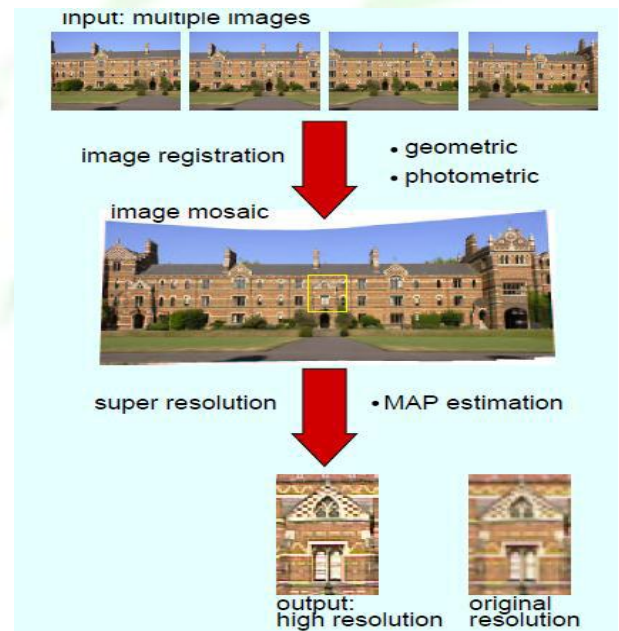 input: multiple images
image registration
• geometric
• photometric
image mosaic
super resolution
• MAP estimation
output:
high resolution
original
resolution